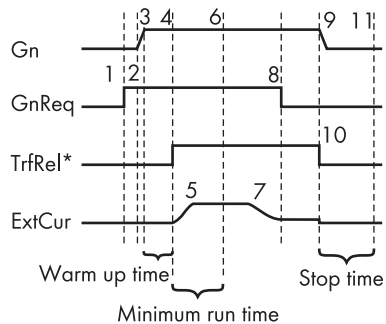 3 4 6 9 11
Gn
1 2 8
GnReq
10
TrfRel*
5 7
ExtCur
Warm up time
Stop time
Minimum run time